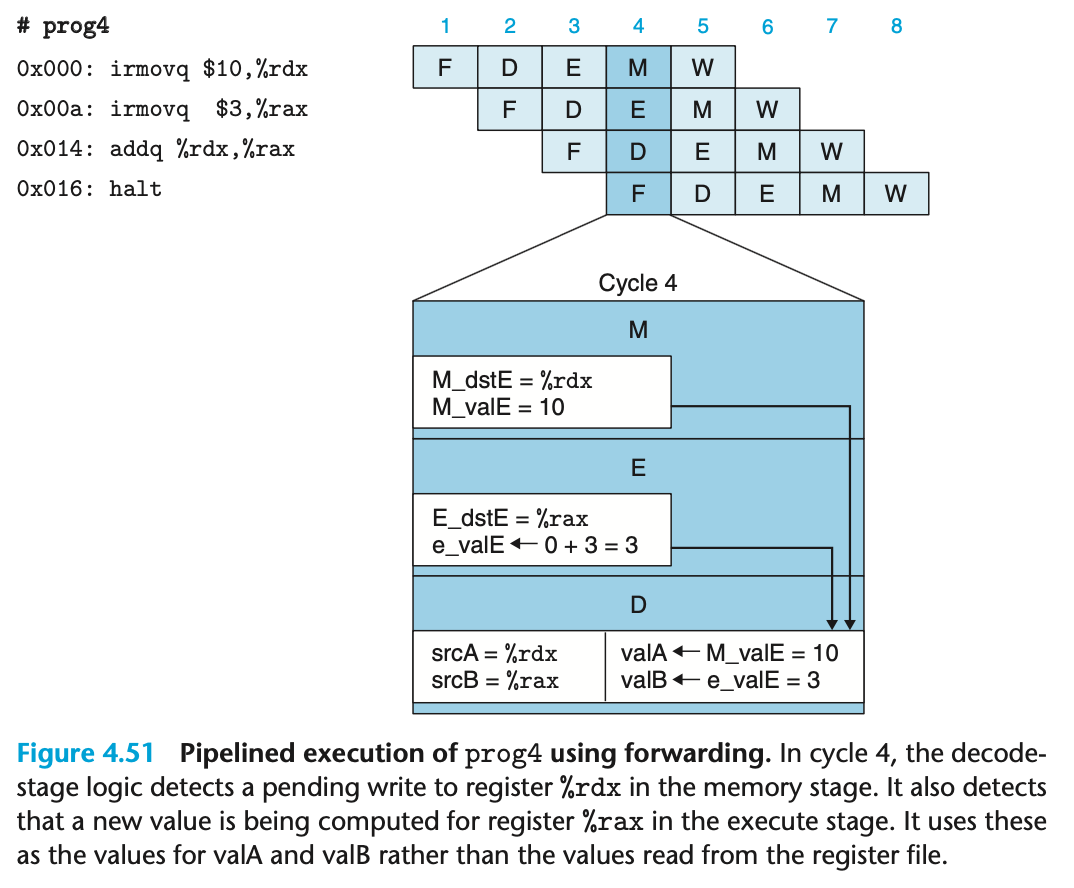 # prog4
1 2 3 4 5 6 7 8
0x000: irmovq $10,%rdx
F D E M W
0x00a: irmovq  $3,%rax
F D E M W
0x014: addq %rdx,%rax
F D E M W
0x016: halt
F D E M W
Cycle 4
M
M_dstE = %rdx
M_valE = 10
E
E_dstE = %rax
e_valE ← 0 + 3 = 3
D
srcA = %rdx
srcB = %rax
valA ← M_valE = 10
valB ← e_valE = 3
Figure 4.51 Pipelined execution of prog4 using forwarding. In cycle 4, the decode-
stage logic detects a pending write to register %rdx in the memory stage. It also detects
that a new value is being computed for register %rax in the execute stage. It uses these
as the values for valA and valB rather than the values read from the register file.